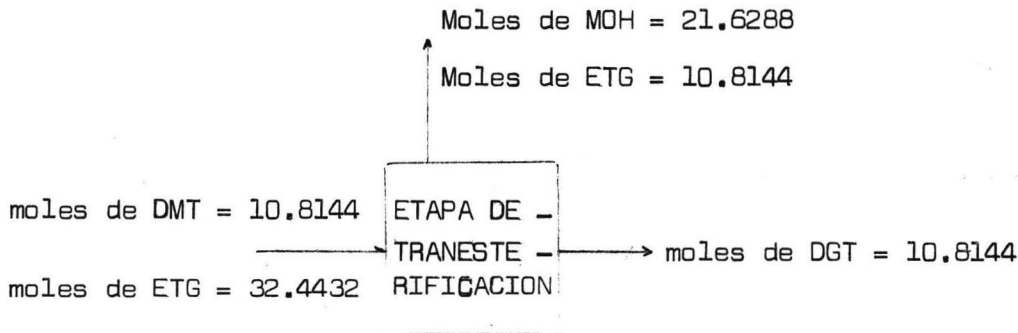 Moles de MOH = 21.6288
Moles de ETG = 10.8144
moles de DMT = 10.8144
moles de ETG = 32.4432
ETAPA DE _
TRANESTE _
RIFICACION
moles de DGT = 10.8144